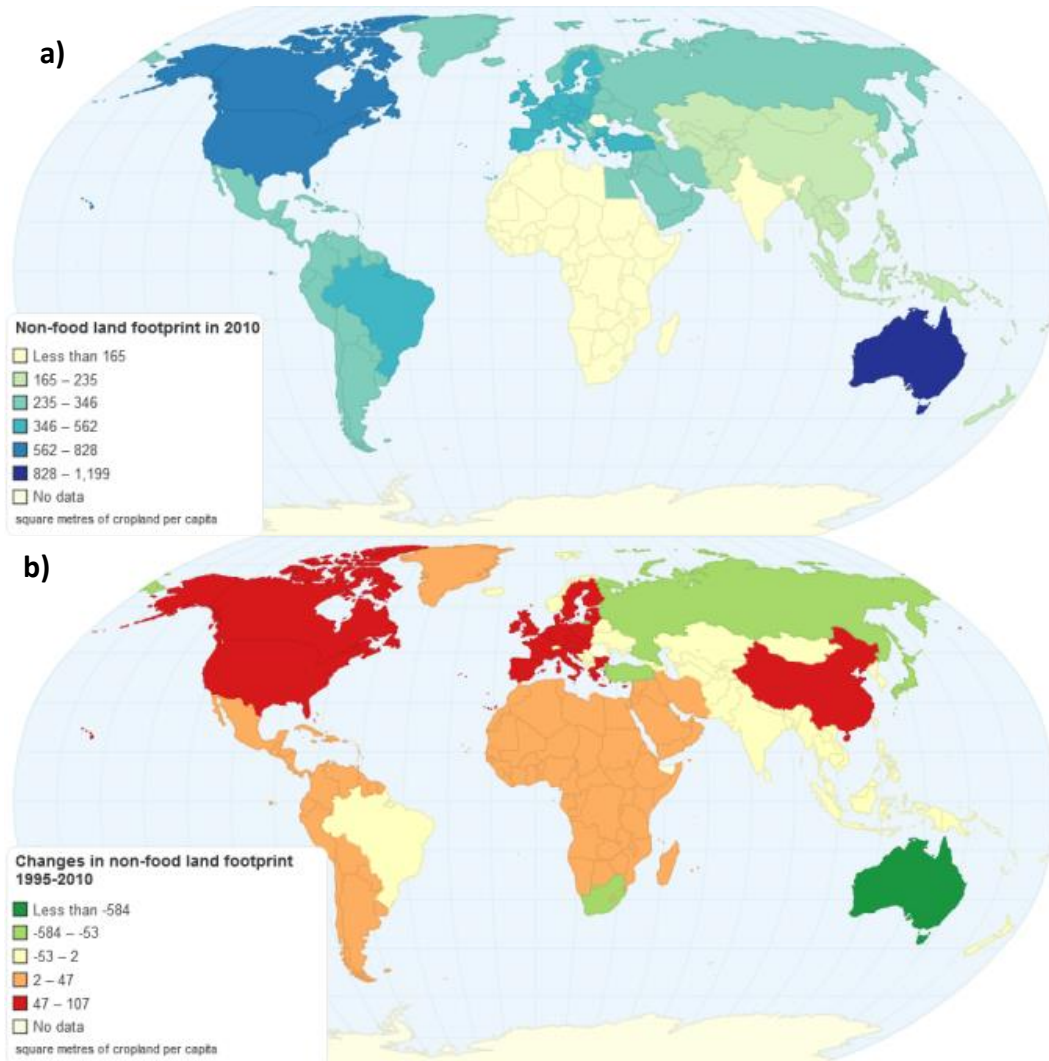 a)
Non-food land footprint in 2010
Less than 165
165 – 235
235 – 346
346 – 562
562 – 828
828 – 1,199
No data
square metres of cropland per capita
b)
Changes in non-food land footprint
1995-2010
Less than -584
-584 – -53
-53 – 2
2 – 47
47 – 107
No data
square metres of cropland per capita